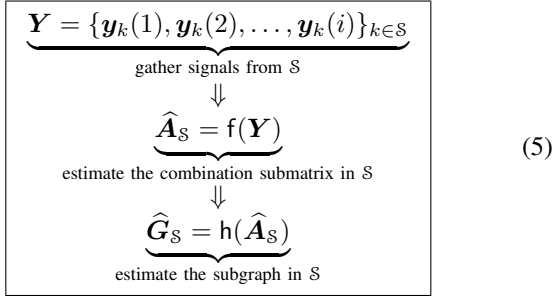 Y = {y_k(1), y_k(2), . . . , y_k(i)}_{k∈S}
gather signals from S
⇓
Â_S = f(Y)
estimate the combination submatrix in S
⇓
Ĝ_S = h(Â_S)
estimate the subgraph in S
(5)